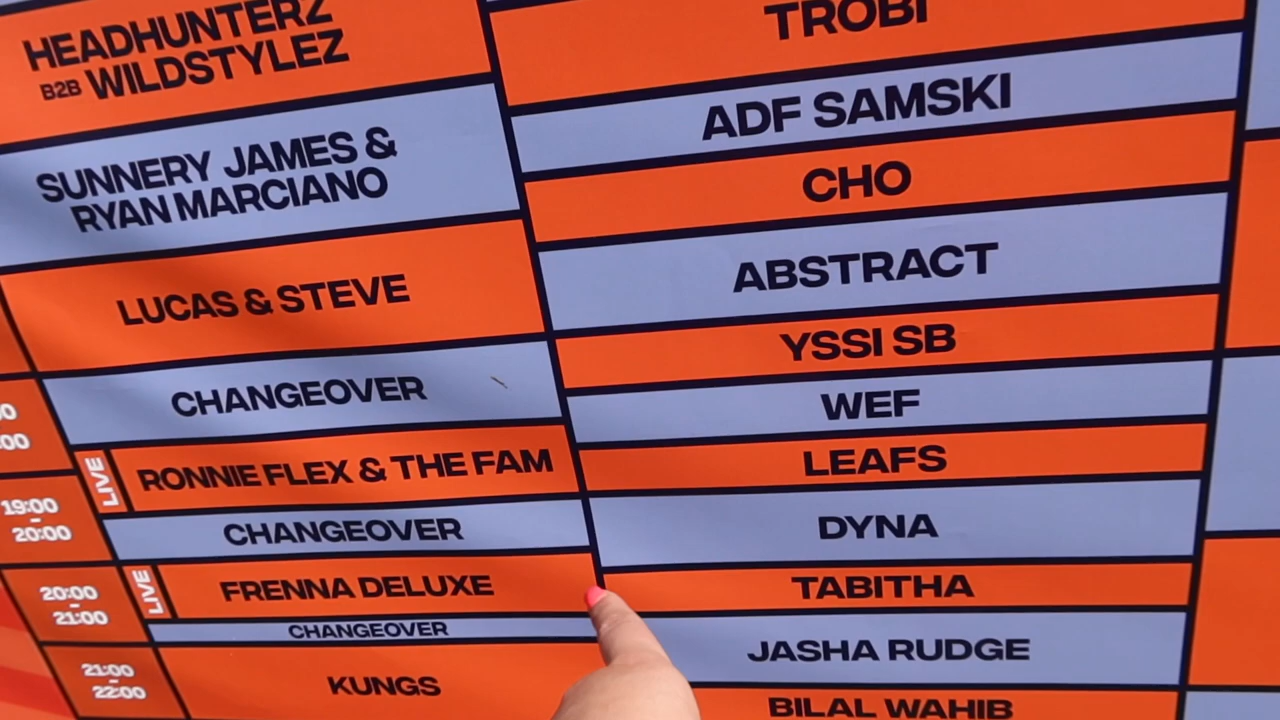 HEADHUNTERZ
B2B WILDSTYLEZ
SUNNERY JAMES &
RYAN MARCIANO
LUCAS & STEVE
CHANGEOVER
LIVE
RONNIE FLEX & THE FAM
19:00
-
20:00
CHANGEOVER
20:00
-
21:00
LIVE
FRENNA DELUXE
CHANGEOVER
21:00
-
22:00
KUNGS
TROBI
ADF SAMSKI
CHO
ABSTRACT
YSSI SB
WEF
LEAFS
DYNA
TABITHA
JASHA RUDGE
BILAL WAHIB